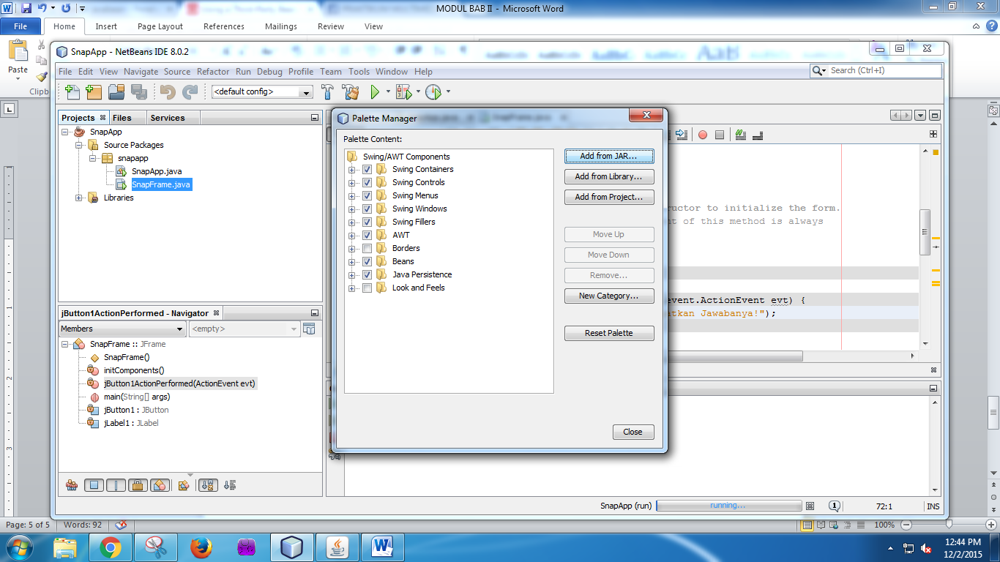 MODUL BAB II - Microsoft Word
File Home Insert Page Layout References Mailings Review View
Paste
Clipb
SnapApp - NetBeans IDE 8.0.2
File Edit View Navigate Source Refactor Run Debug Profile Team Tools Window Help
Search (Ctrl+I)
<default config>
Projects Files Services
SnapApp
Source Packages
snapapp
SnapApp.java
SnapFrame.java
Libraries
jButton1ActionPerformed - Navigator
Members <empty>
SnapFrame :: JFrame
SnapFrame()
initComponents()
jButton1ActionPerformed(ActionEvent evt)
main(String[] args)
jButton1 : JButton
jLabel1 : JLabel
Palette Manager
Palette Content:
Swing/AWT Components
Swing Containers
Swing Controls
Swing Menus
Swing Windows
Swing Fillers
AWT
Borders
Beans
Java Persistence
Look and Feels
Add from JAR...
Add from Library...
Add from Project...
Move Up
Move Down
Remove...
New Category...
Reset Palette
Close
ructor to initialize the form.
nt of this method is always
event.ActionEvent evt) {
atkan Jawabanya!");
SnapApp (run) running... 1 72:1 INS
Page: 5 of 5 Words: 92 100%
12:44 PM
12/2/2015